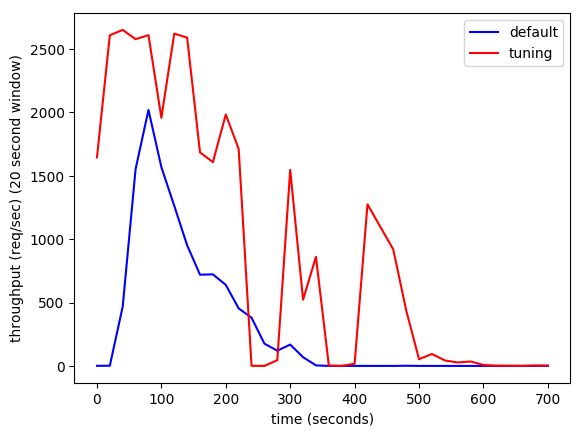 throughput (req/sec) (20 second window)
2500
2000
1500
1000
500
0
default
tuning
0 100 200 300 400 500 600 700
time (seconds)